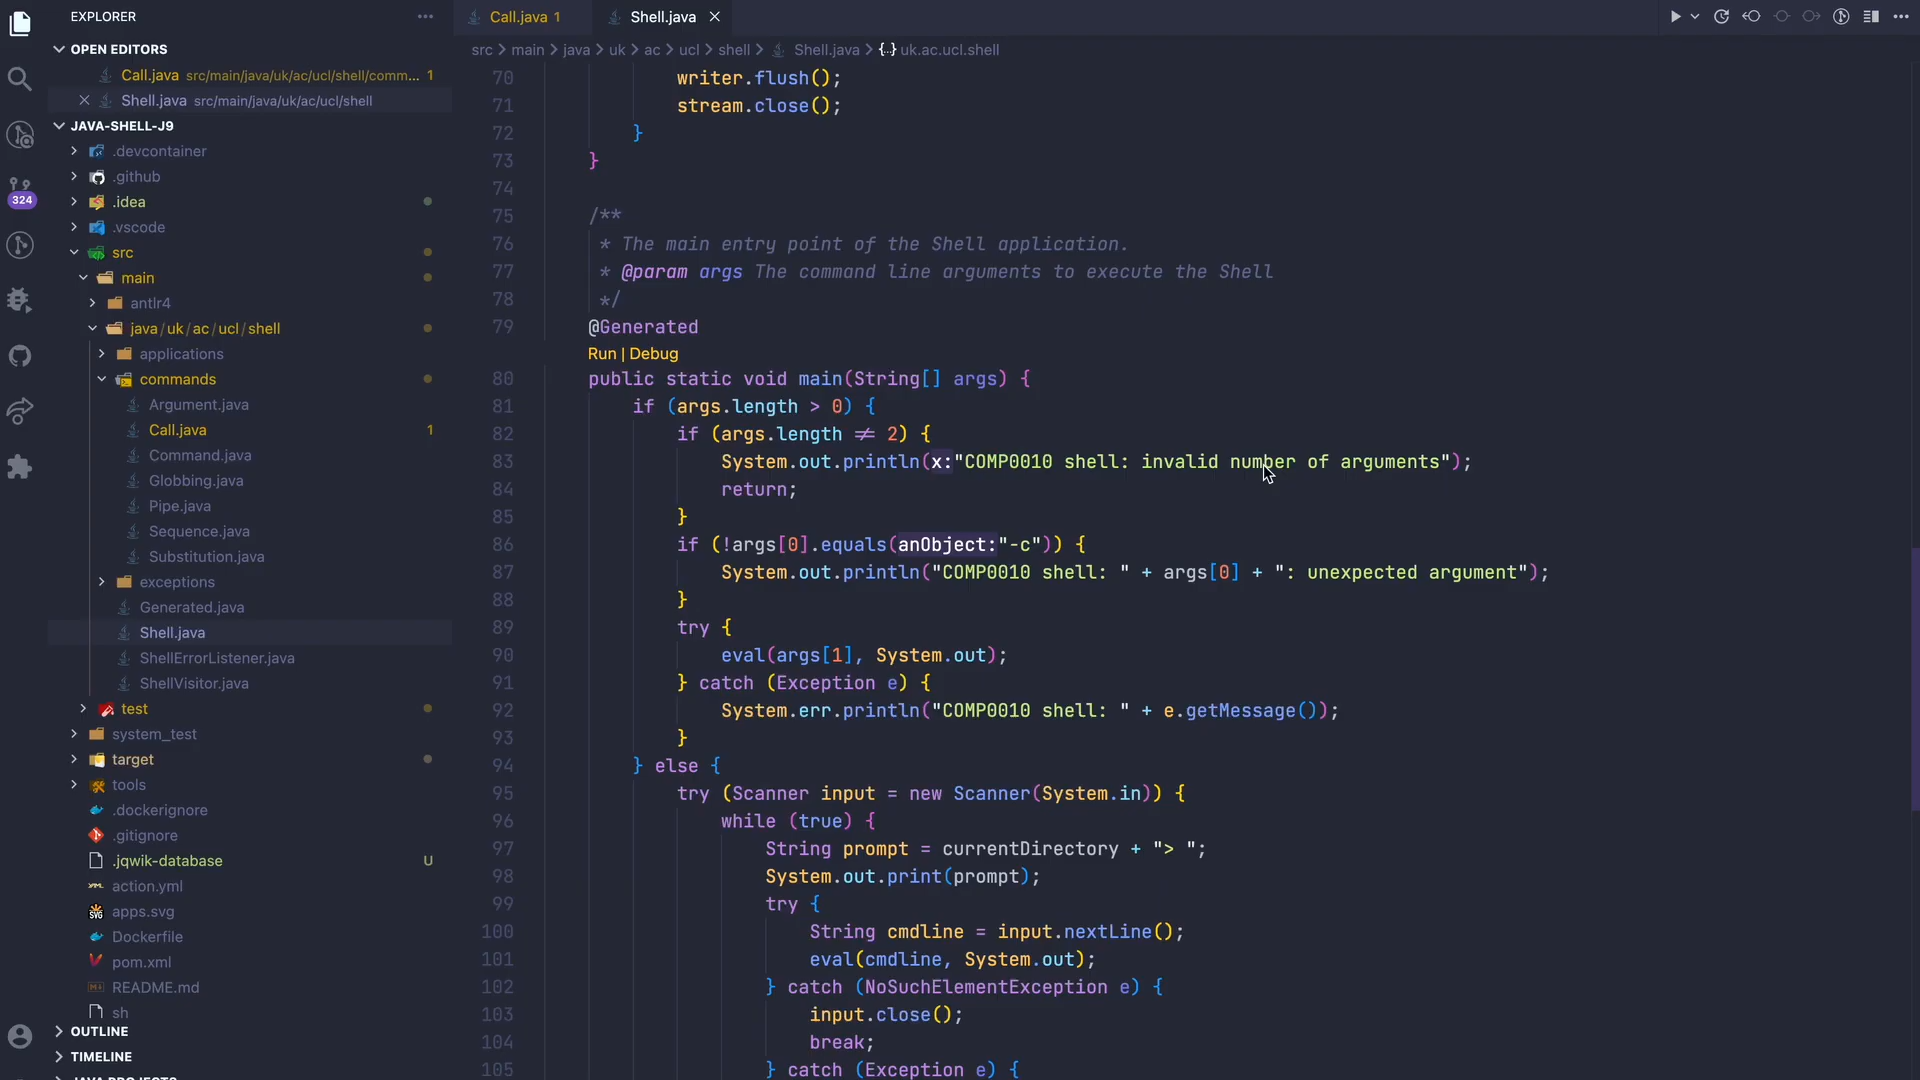 EXPLORER
OPEN EDITORS
Call.java src/main/java/uk/ac/ucl/shell/comm... 1
Shell.java src/main/java/uk/ac/ucl/shell
JAVA-SHELL-J9
.devcontainer
.github
.idea
.vscode
src
main
antlr4
java/uk/ac/ucl/shell
applications
commands
Argument.java
Call.java 1
Command.java
Globbing.java
Pipe.java
Sequence.java
Substitution.java
exceptions
Generated.java
Shell.java
ShellErrorListener.java
ShellVisitor.java
test
system_test
target
tools
.dockerignore
.gitignore
.jqwik-database U
action.yml
apps.svg
Dockerfile
pom.xml
README.md
sh
OUTLINE
TIMELINE
JAVA PROJECTS
324
Call.java 1
Shell.java
src > main > java > uk > ac > ucl > shell > Shell.java > {} uk.ac.ucl.shell
70 writer.flush();
71 stream.close();
72 }
73 }
74
75 /**
76 * The main entry point of the Shell application.
77 * @param args The command line arguments to execute the Shell
78 */
79 @Generated
Run | Debug
80 public static void main(String[] args) {
81 if (args.length > 0) {
82 if (args.length ≠ 2) {
83 System.out.println(x:"COMP0010 shell: invalid number of arguments");
84 return;
85 }
86 if (!args[0].equals(anObject:"-c")) {
87 System.out.println("COMP0010 shell: " + args[0] + ": unexpected argument");
88 }
89 try {
90 eval(args[1], System.out);
91 } catch (Exception e) {
92 System.err.println("COMP0010 shell: " + e.getMessage());
93 }
94 } else {
95 try (Scanner input = new Scanner(System.in)) {
96 while (true) {
97 String prompt = currentDirectory + "> ";
98 System.out.print(prompt);
99 try {
100 String cmdline = input.nextLine();
101 eval(cmdline, System.out);
102 } catch (NoSuchElementException e) {
103 input.close();
104 break;
105 } catch (Exception e) {